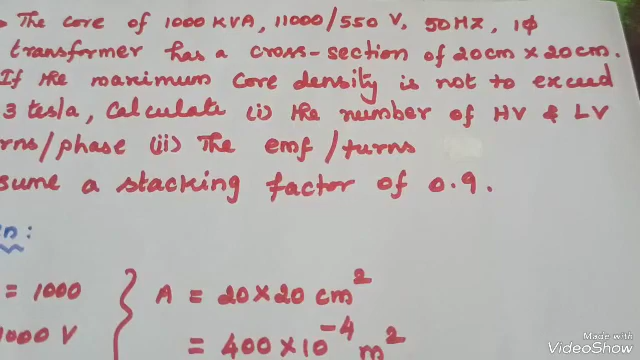 The core of 1000 KVA, 11000/550 V, 50HZ, 1ϕ
transformer has a cross-section of 20cm x 20cm.
If the maximum core density is not to exceed
3 tesla, calculate (i) the number of HV & LV
rns/phase (ii) The emf/turns
sume a stacking factor of 0.9.
n:
= 1000
A = 20x20 cm²
1000 V
= 400 x 10⁻⁴ m²
Made with
VideoShow